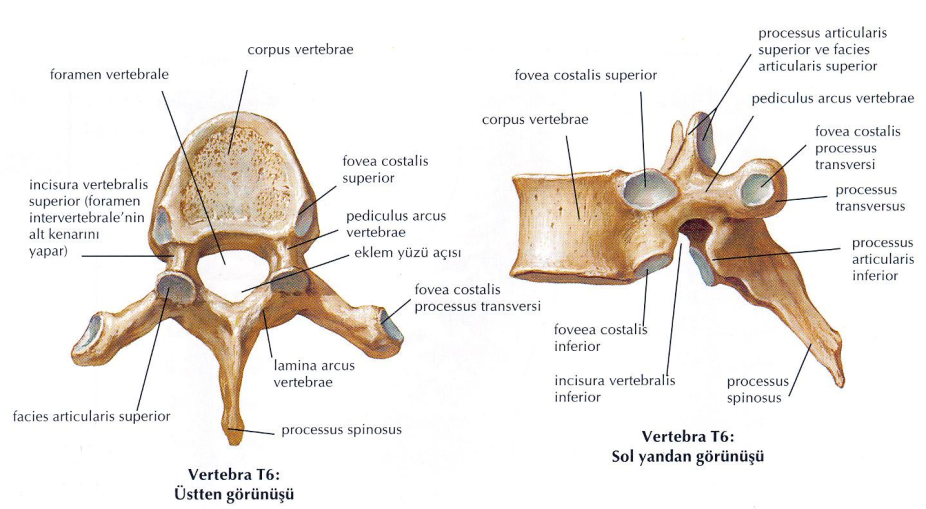 corpus vertebrae
foramen vertebrale
fovea costalis
superior
incisura vertebralis
superior (foramen
intervertebrale'nin
alt kenarını
yapar)
pediculus arcus
vertebrae
eklem yüzü açısı
fovea costalis
processus transversi
lamina arcus
vertebrae
facies articularis superior
processus spinosus
Vertebra T6:
Üstten görünüşü
processus articularis
superior ve facies
articularis superior
fovea costalis superior
pediculus arcus vertebrae
corpus vertebrae
fovea costalis
processus
transversi
processus
transversus
processus
articularis
inferior
foveea costalis
inferior
incisura vertebralis
inferior
processus
spinosus
Vertebra T6:
Sol yandan görünüşü